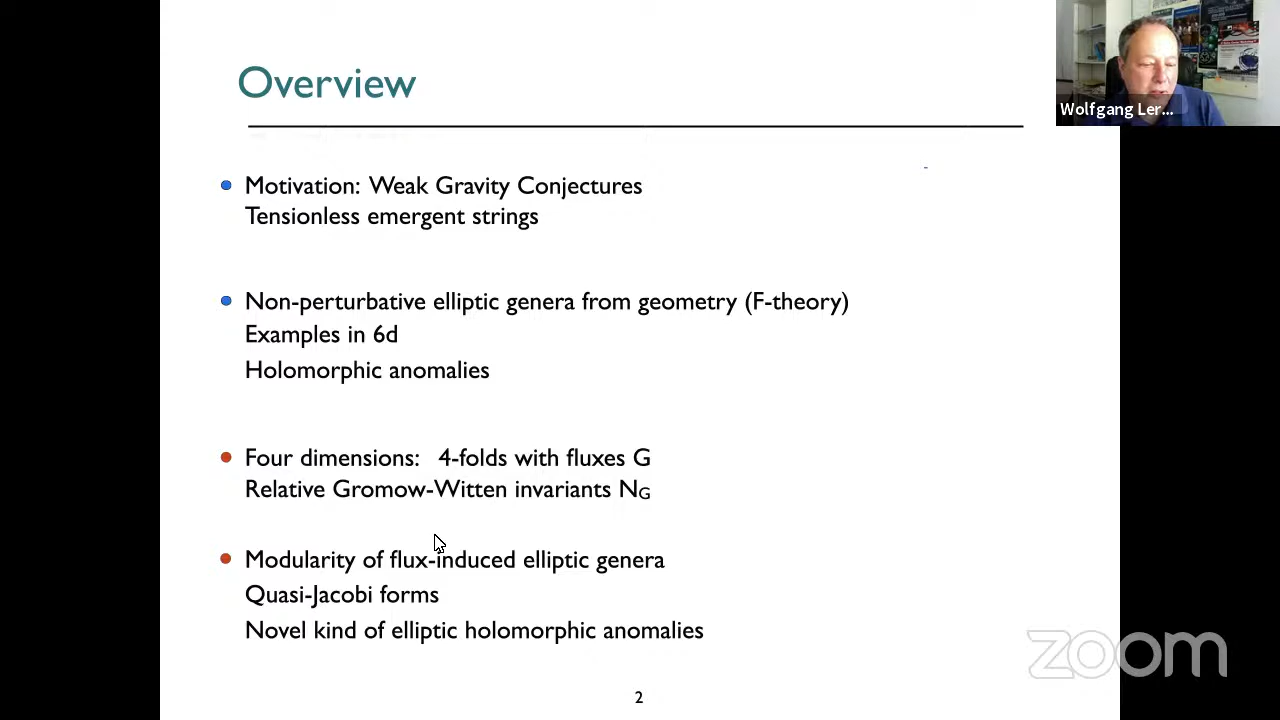 Overview
Wolfgang Ler...
Motivation: Weak Gravity Conjectures
Tensionless emergent strings
Non-perturbative elliptic genera from geometry (F-theory)
Examples in 6d
Holomorphic anomalies
Four dimensions: 4-folds with fluxes G
Relative Gromow-Witten invariants NG
Modularity of flux-induced elliptic genera
Quasi-Jacobi forms
Novel kind of elliptic holomorphic anomalies
zoom
2